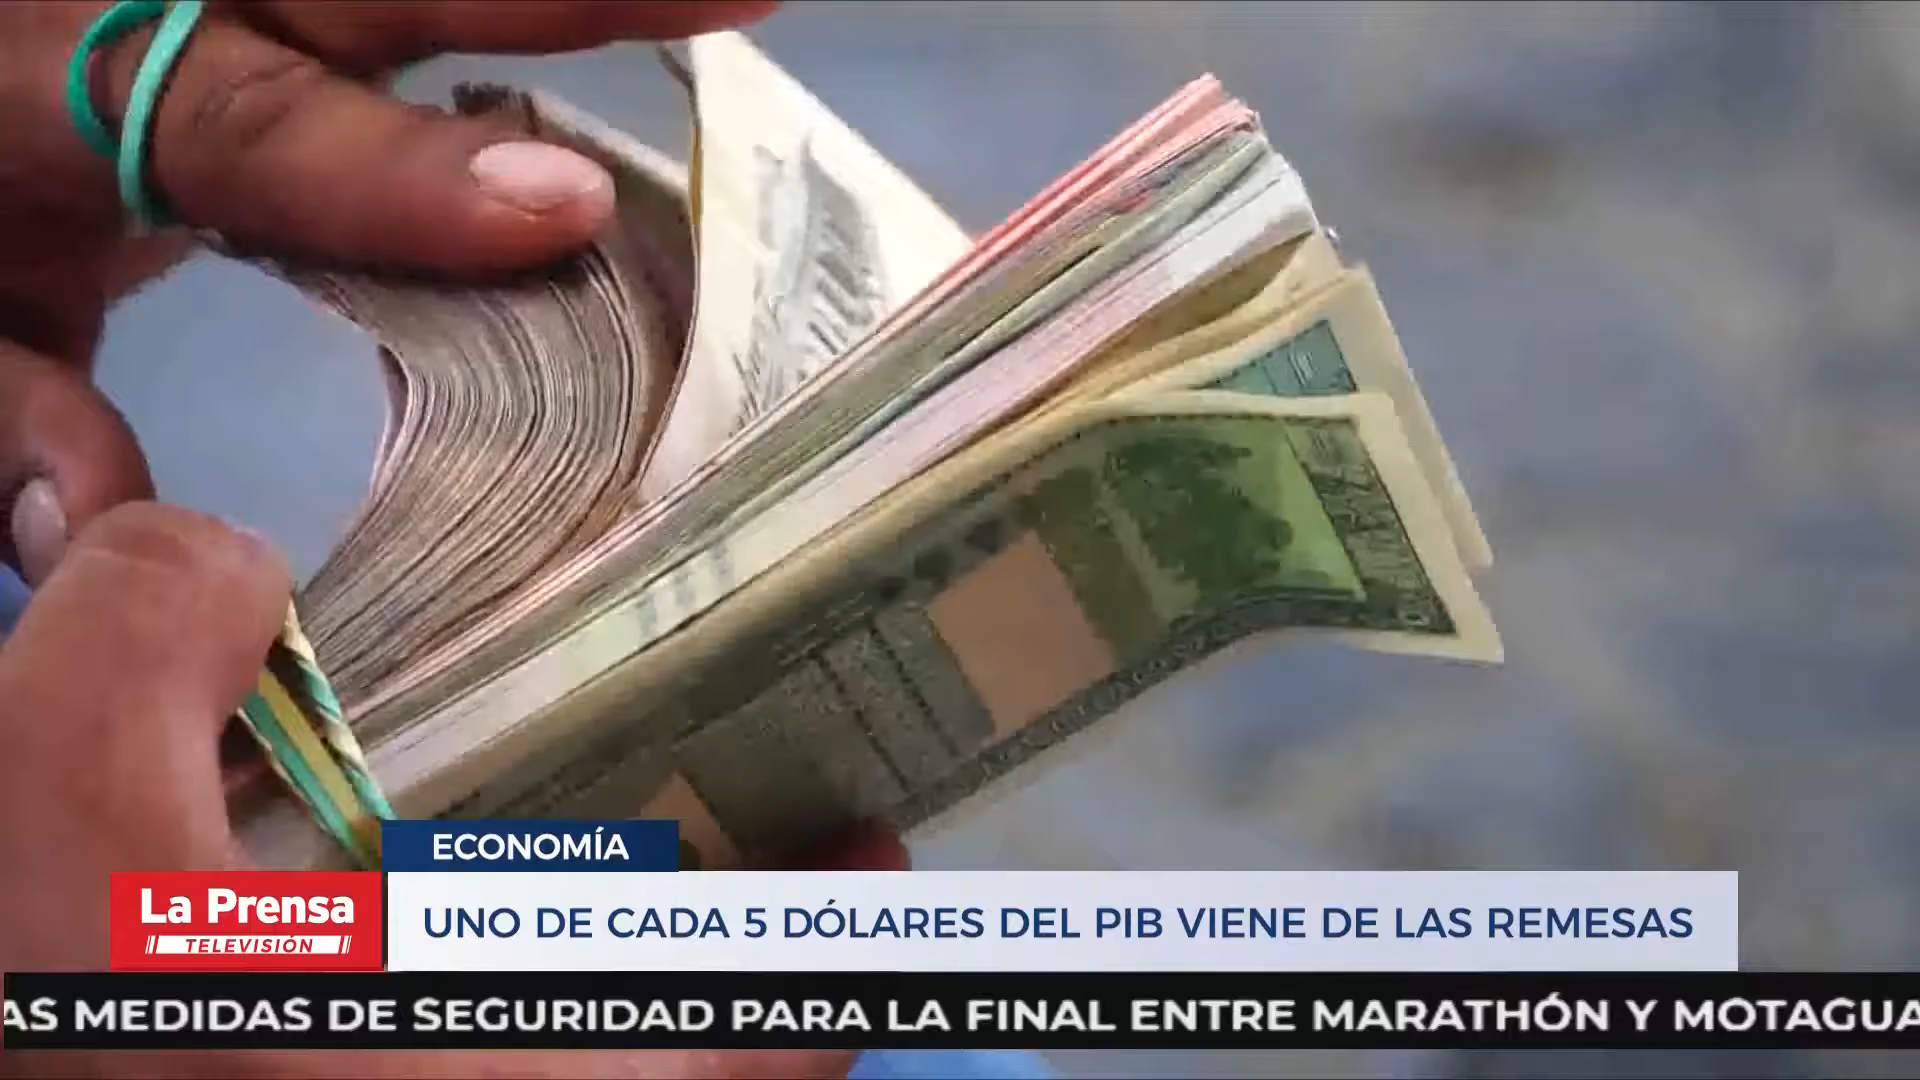 ECONOMÍA
La Prensa
TELEVISIÓN
UNO DE CADA 5 DÓLARES DEL PIB VIENE DE LAS REMESAS
AS MEDIDAS DE SEGURIDAD PARA LA FINAL ENTRE MARATHÓN Y MOTAGUA